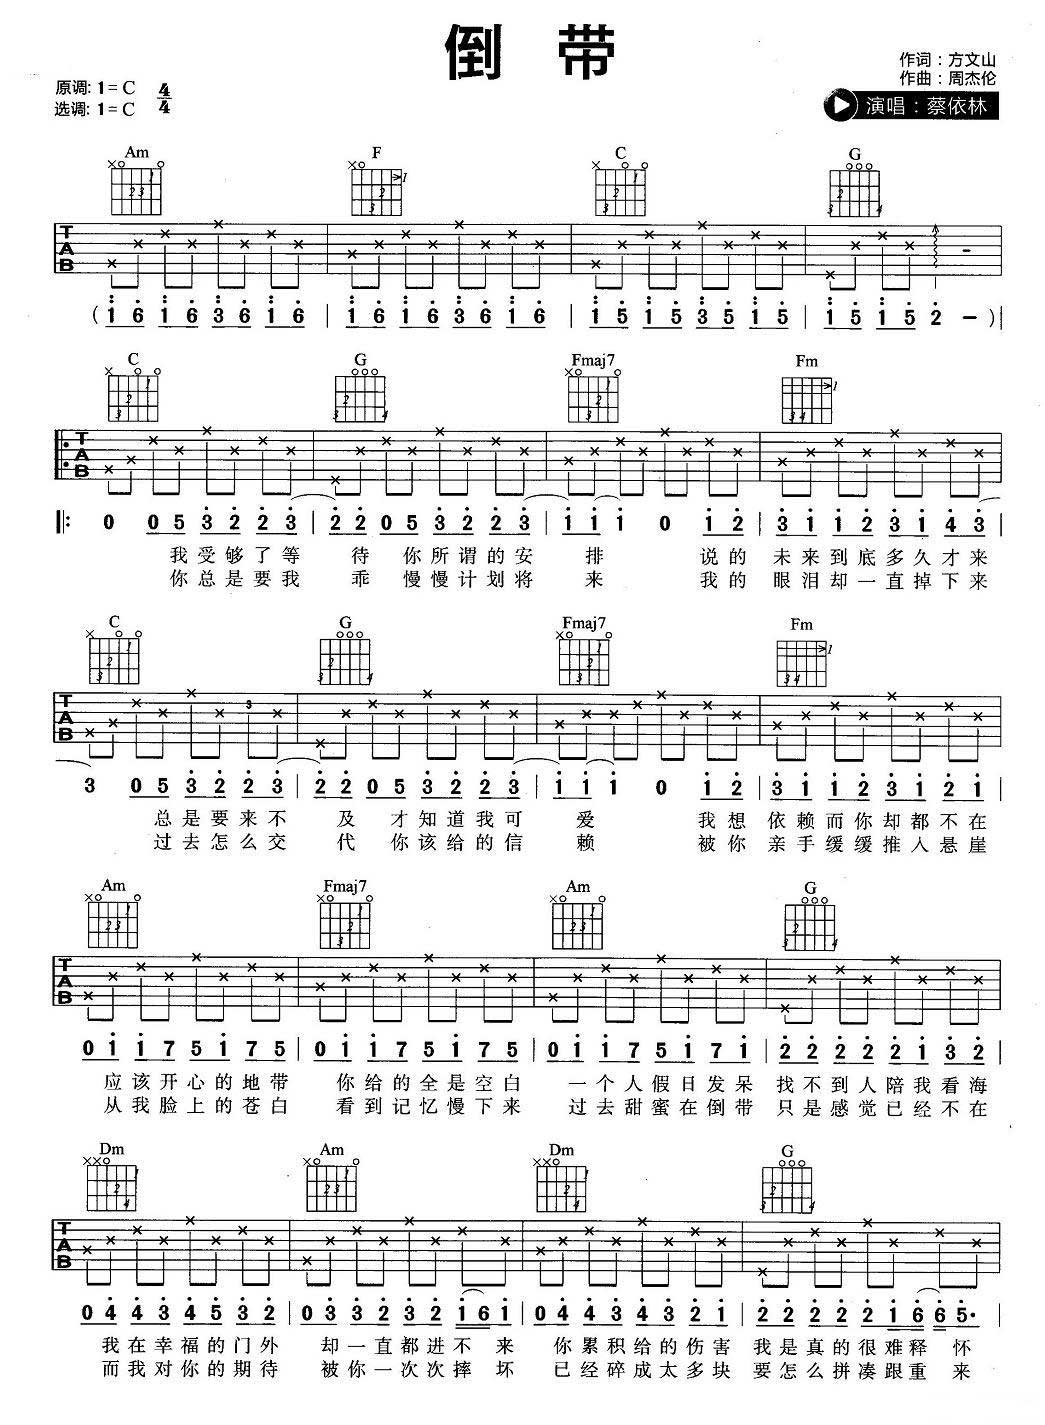 倒 带
作词：方文山
作曲：周杰伦
演唱：蔡依林
原调: 1 = C 4/4
选调: 1 = C
Am F C G
T A B
( 1 6 1 6 3 6 1 6 | 1 6 1 6 3 6 1 6 | 1 5 1 5 3 5 1 5 | 1 5 1 5 2 － ) |
C G Fmaj7 Fm
T A B
‖: 0 0 5 3 2 2 3 | 2 2 0 5 3 2 2 3 | 1 1 1 0 1 2 | 3 1 1 2 3 1 4 3
我受够了等 待 你所谓的安 排 说的 未来到底多久才来
你总是要我 乖 慢慢计划将 来 我的 眼泪却一直掉下来
C G Fmaj7 Fm
T A B
3 0 5 3 2 2 3 | 2 2 0 5 3 2 2 3 | 1 1 1 0 1 2 | 3 1 1 2 3 1 2 1 |
总是要来不 及 才知道我可 爱 我想 依赖而你却都不在
过去怎么交 代 你该给的信 赖 被你 亲手缓缓推人悬崖
Am Fmaj7 Am G
T A B
0 1 1 7 5 1 7 5 | 0 1 1 7 5 1 7 5 | 0 1 1 7 5 1 7 1 | 2 2 2 2 2 1 3 2 |
应该开心的地带 你给的全是空白 一个人假日发呆 找不到人陪我看海
从我脸上的苍白 看到记忆慢下来 过去甜蜜在倒带 只是感觉已经不在
Dm Am Dm G
T A B
0 4 4 3 4 5 3 2 | 0 3 3 2 3 2 1 6 1 | 0 4 3 4 4 3 2 1 | 2 2 2 2 1 6 6 5·
我在幸福的门外 却一直都进不来 你累积给的伤害 我是真的很难释怀
而我对你的期待 被你一次次摔坏 已经碎成太多块 要怎么拼凑跟重来